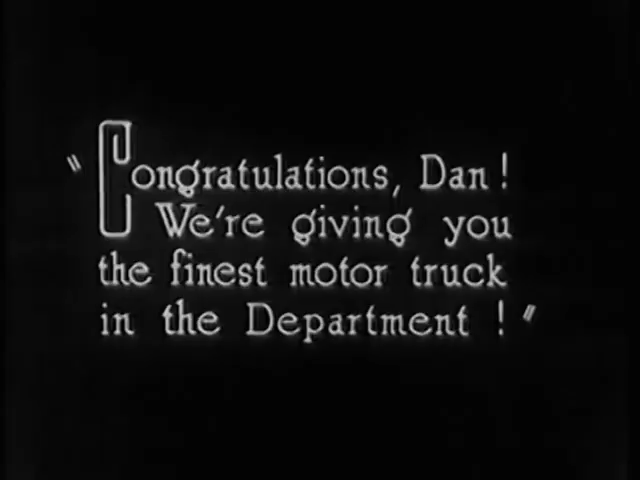 "Congratulations, Dan!
We're giving you
the finest motor truck
in the Department!"